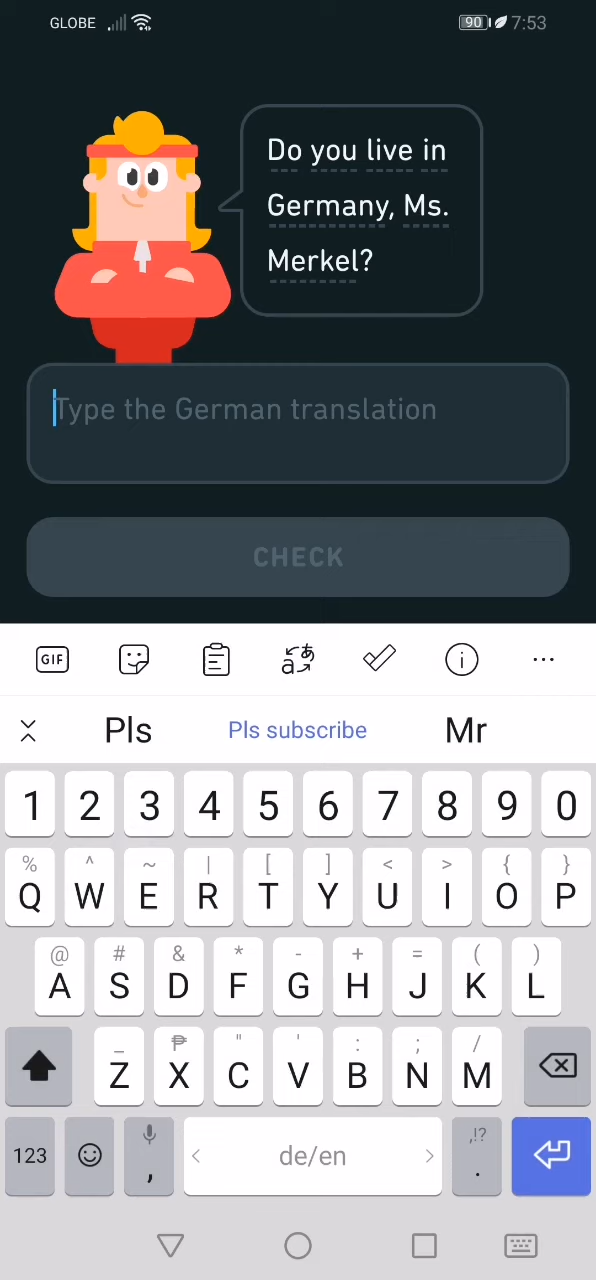 GLOBE 90 7:53
Do you live in
Germany, Ms.
Merkel?
Type the German translation
CHECK
GIF
Pls Pls subscribe Mr
1 2 3 4 5 6 7 8 9 0
% ^ ~ | [ ] < > { }
Q W E R T Y U I O P
@ # & * - + = ( )
A S D F G H J K L
_ ₱ " ' : ; /
Z X C V B N M
,!?
123 , de/en .